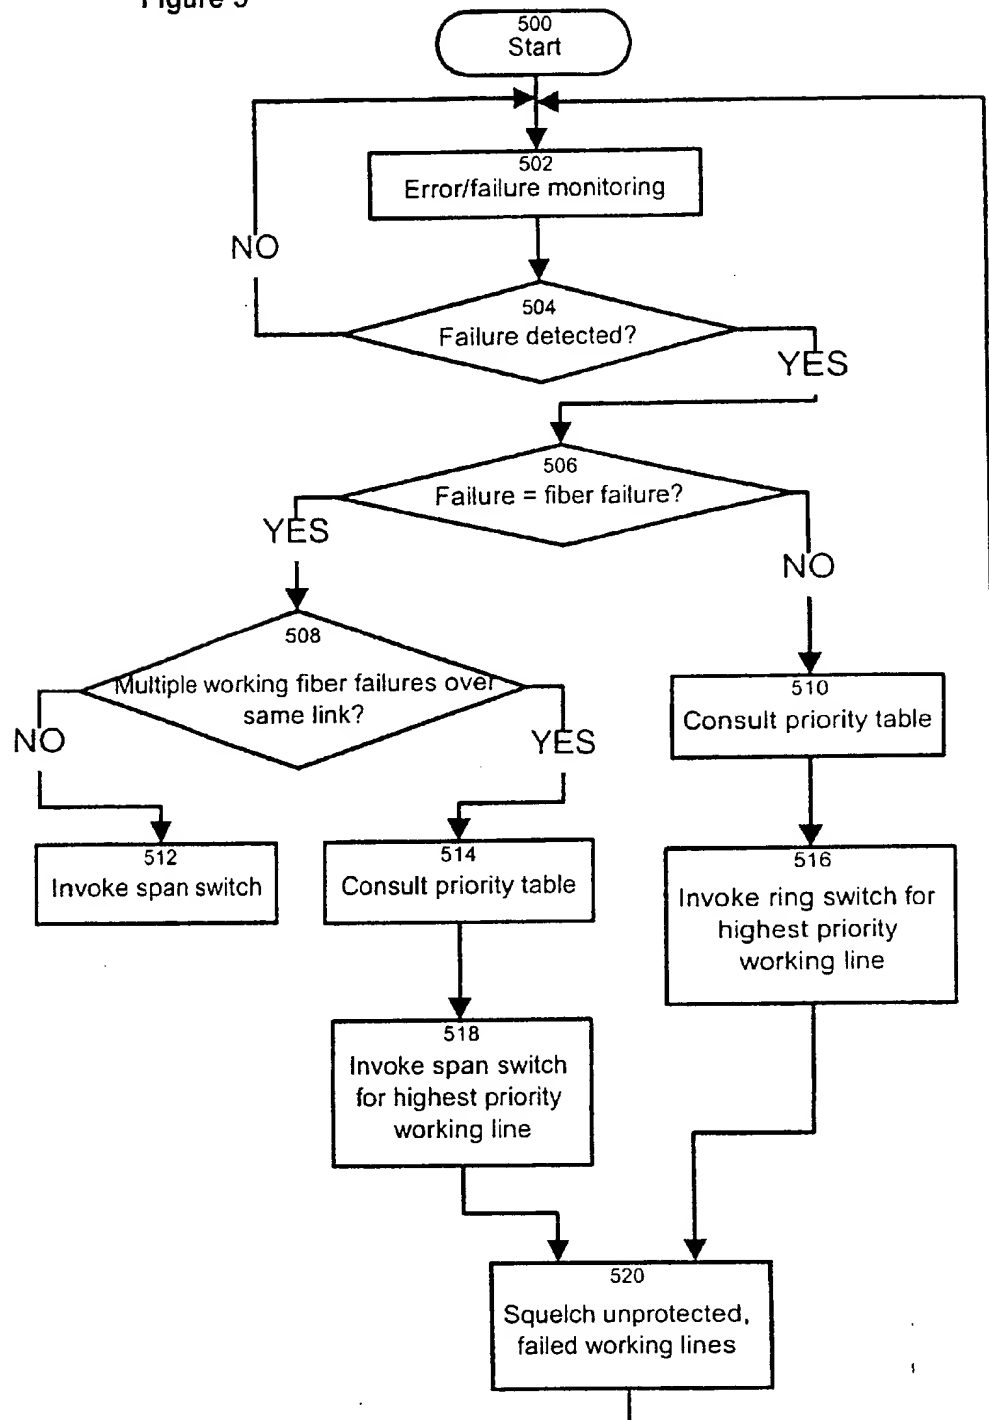 Figure 5
500
Start
502
Error/failure monitoring
NO
504
Failure detected?
YES
506
Failure = fiber failure?
YES
NO
508
Multiple working fiber failures over
same link?
NO
YES
510
Consult priority table
512
Invoke span switch
514
Consult priority table
516
Invoke ring switch for
highest priority
working line
518
Invoke span switch
for highest priority
working line
520
Squelch unprotected,
failed working lines